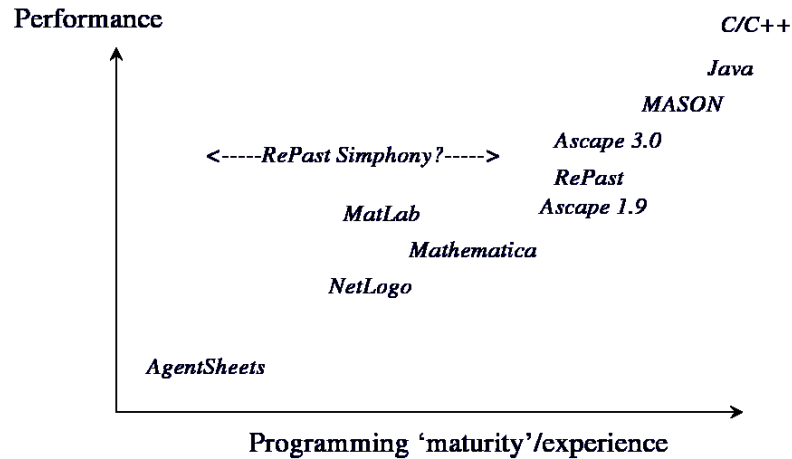 Performance
C/C++
Java
MASON
Ascape 3.0
<-----RePast Simphony?----->
RePast
Ascape 1.9
MatLab
Mathematica
NetLogo
AgentSheets
Programming ‘maturity’/experience